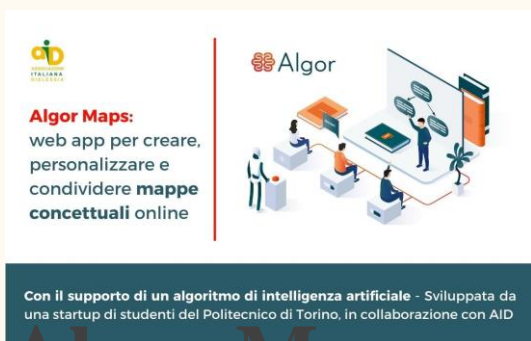 aiD
ASSOCIAZIONE
ITALIANA
DISLESSIA
Algor
Algor Maps:
web app per creare,
personalizzare e
condividere mappe
concettuali online
Con il supporto di un algoritmo di intelligenza artificiale - Sviluppata da
una startup di studenti del Politecnico di Torino, in collaborazione con AID